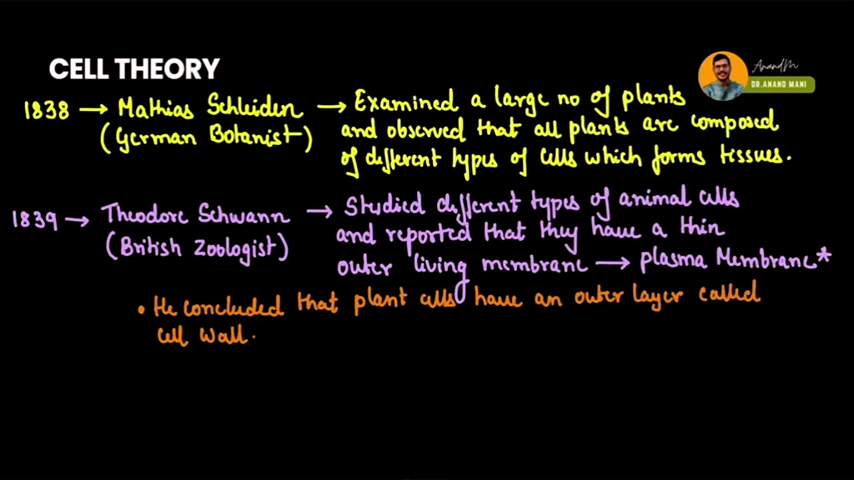 CELL THEORY
AnandM
DR.ANAND MANI
1838 → Mathias Schleiden → Examined a large no of plants
(German Botanist) and observed that all plants are composed
of different types of cells which forms tissues.
1839 → Theodore Schwann → Studied different types of animal cells
(British Zoologist) and reported that they have a thin
outer living membrane → plasma Membrane*
• He concluded that plant cells have an outer layer called
cell wall.